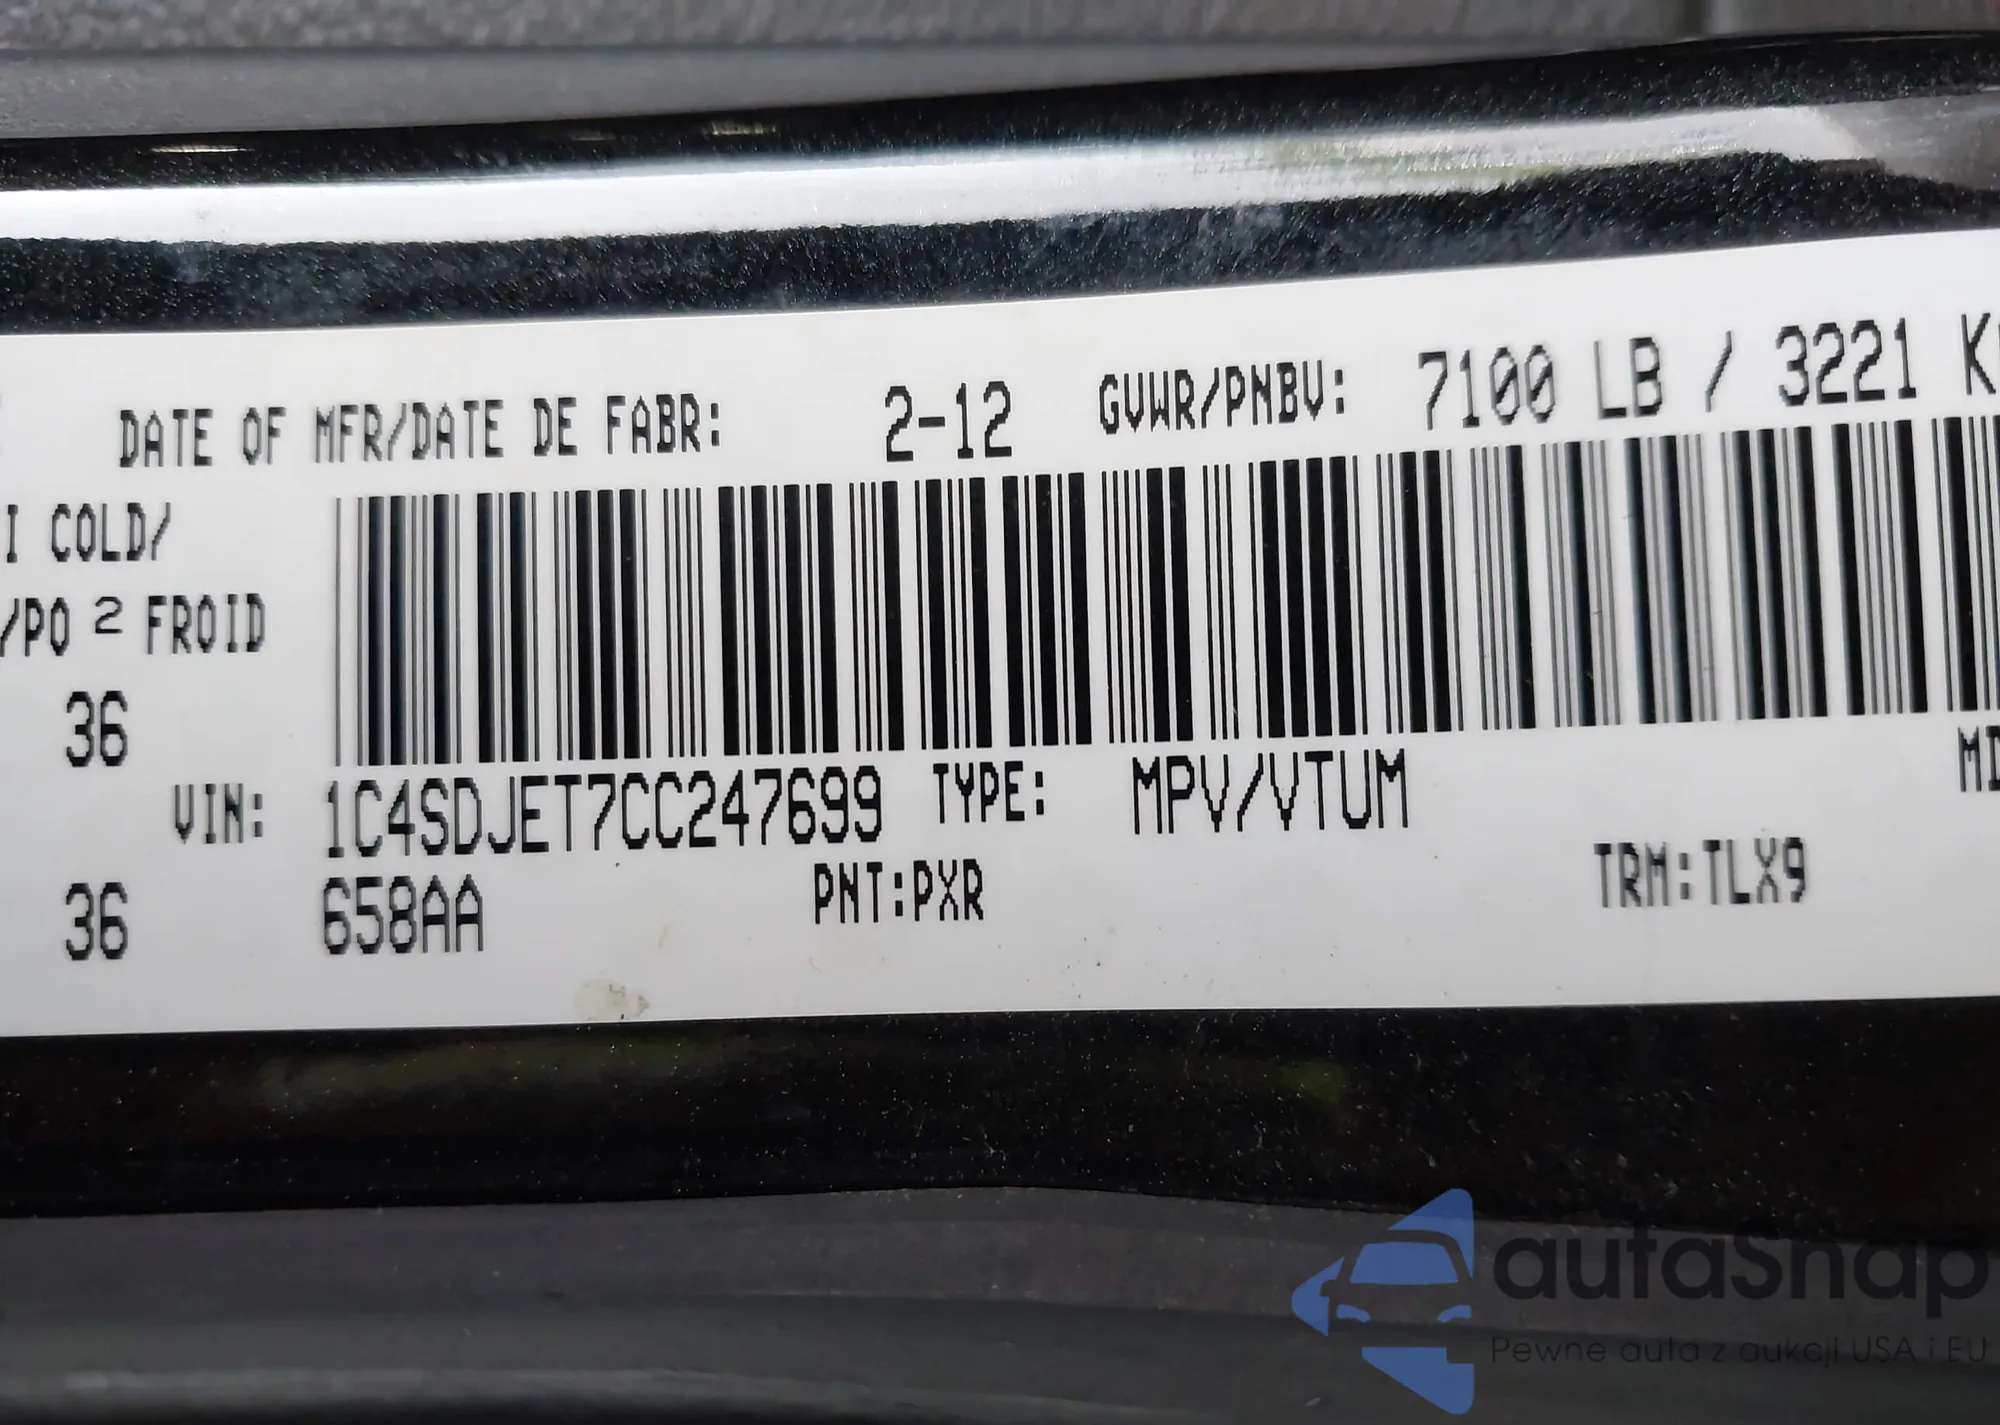 DATE OF MFR/DATE DE FABR: 2-12 GVWR/PNBV: 7100 LB / 3221
I COLD/
/PO 2 FROID
36
VIN: 1C4SDJET7CC247699 TYPE: MPV/VTUM
36 658AA PNT:PXR TRM:TLX9
autaSnap
Pewne auta z aukcji USA i EU